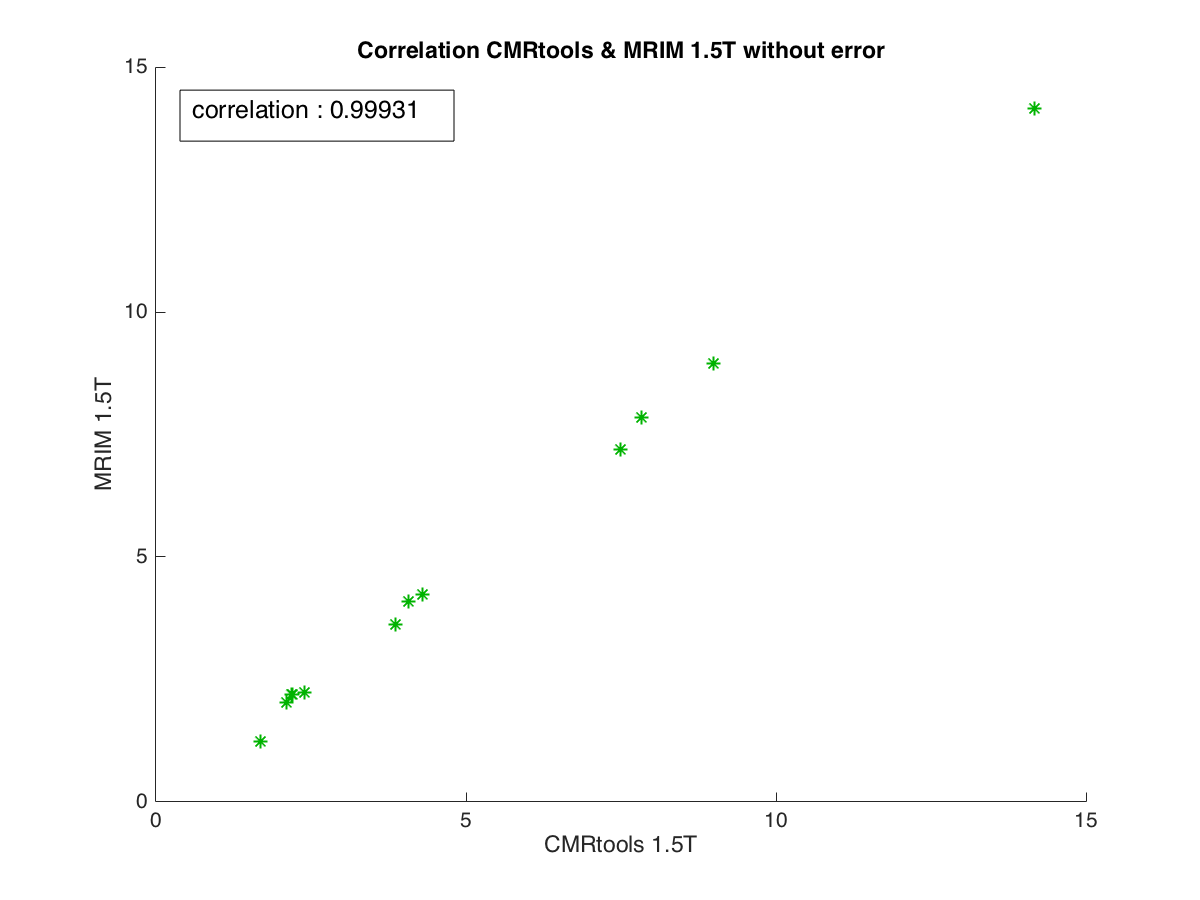 Correlation CMRtools & MRIM 1.5T without error
15
correlation : 0.99931
10
MRIM 1.5T
5
0
0 5 10 15
CMRtools 1.5T